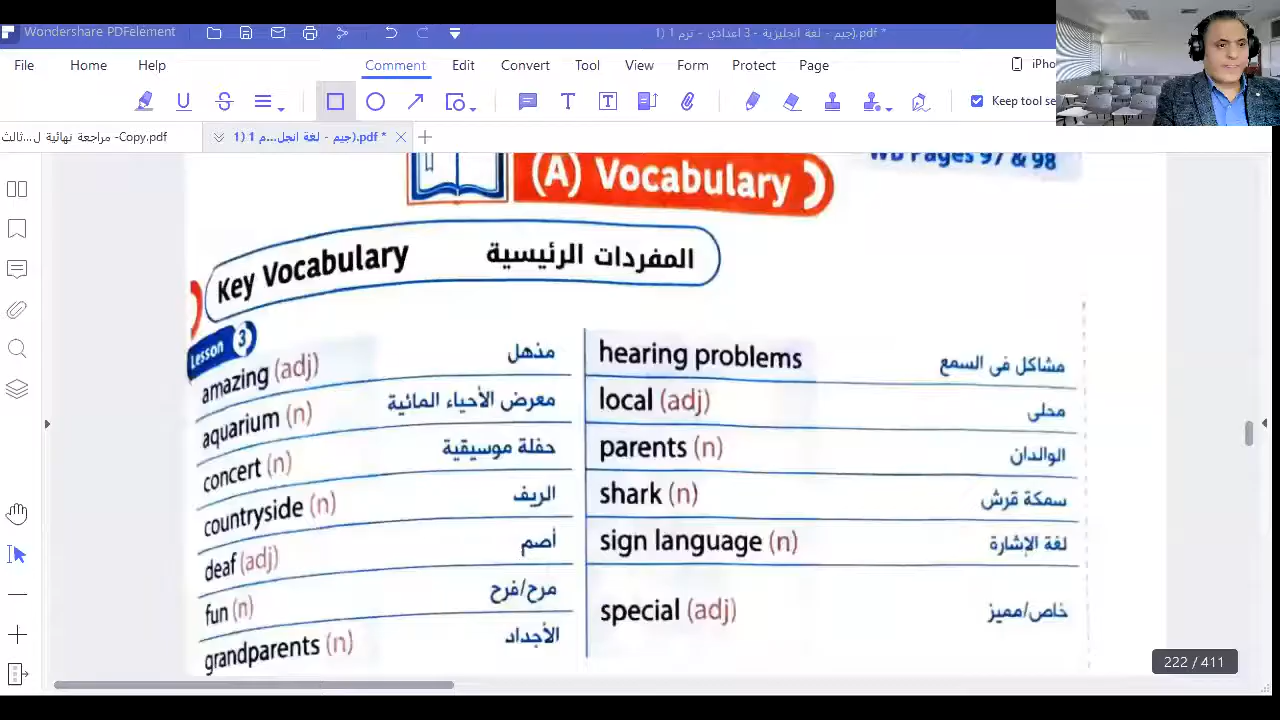 Wondershare PDFelement
(جيم - لغة انجليزية - 3 اعدادي - ترم 1 (1.pdf *
File Home Help Comment Edit Convert Tool View Form Protect Page iPho
Keep tool se
مراجعة نهائية ل...ثالث -Copy.pdf
(جيم - لغة انجل...م 1 (1.pdf *
WB Pages 97 & 98
(A) Vocabulary
Key Vocabulary المفردات الرئيسية
Lesson 3
amazing (adj) مذهل
aquarium (n) معرض الأحياء المائية
concert (n) حفلة موسيقية
countryside (n) الريف
deaf (adj) أصم
fun (n) مرح/فرح
grandparents (n) الأجداد
hearing problems مشاكل فى السمع
local (adj) محلى
parents (n) الوالدان
shark (n) سمكة قرش
sign language (n) لغة الإشارة
special (adj) خاص/مميز
222 / 411